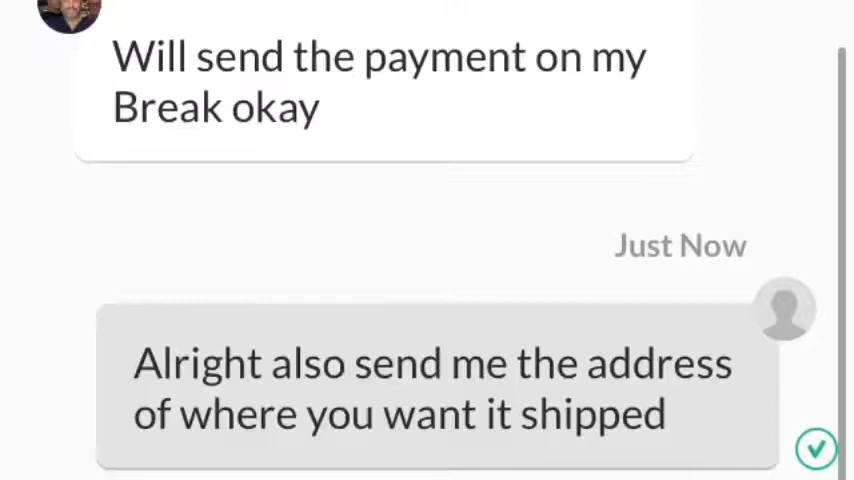 Will send the payment on my
Break okay
Just Now
Alright also send me the address
of where you want it shipped